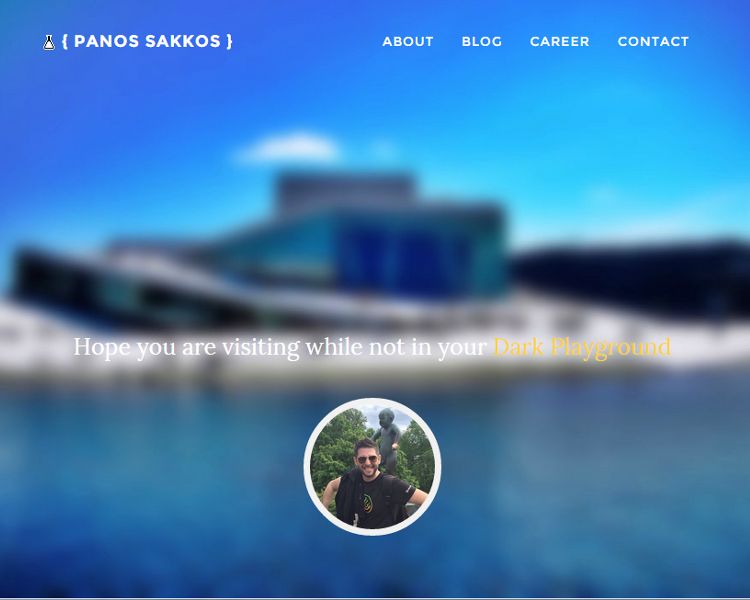 { PANOS SAKKOS }
ABOUT BLOG CAREER CONTACT
Hope you are visiting while not in your Dark Playground